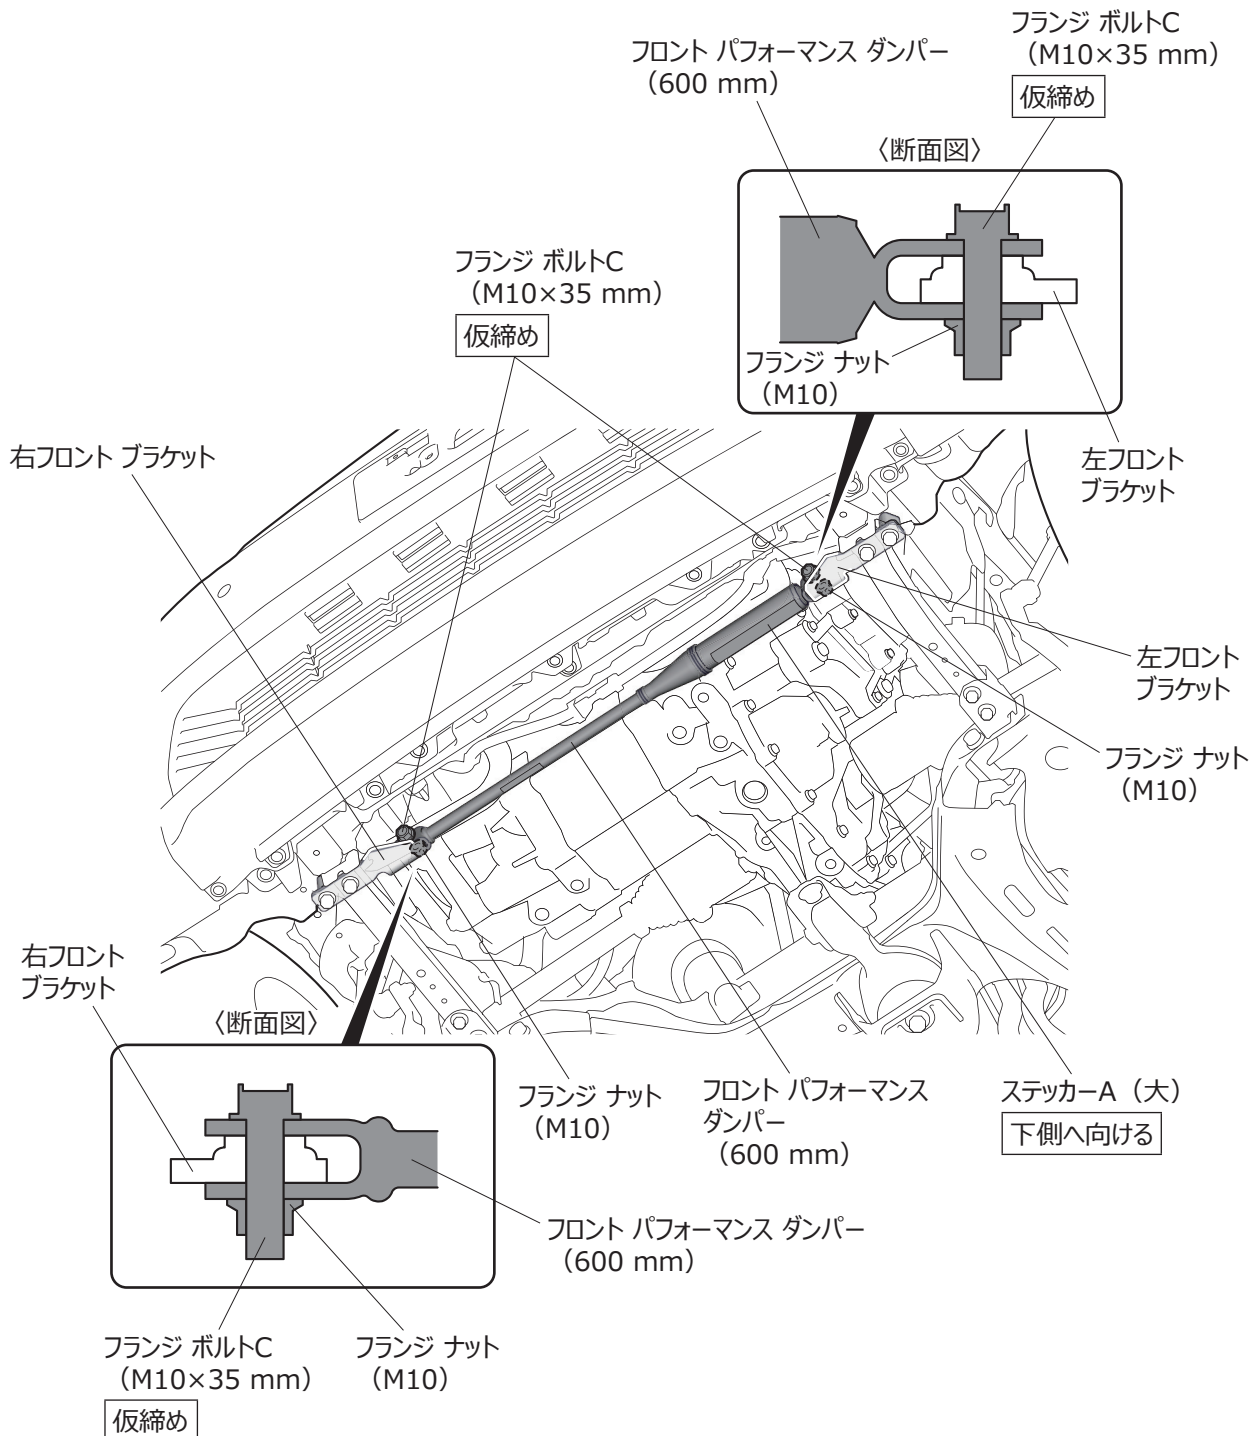 フランジ ボルトC
（M10×35 mm）
仮締め
フロント パフォーマンス ダンパー
（600 mm）
〈断面図〉
フランジ ナット
（M10）
左フロント
ブラケット
フランジ ボルトC
（M10×35 mm）
仮締め
右フロント ブラケット
左フロント
ブラケット
フランジ ナット
（M10）
右フロント
ブラケット
〈断面図〉
フランジ ナット
（M10）
フロント パフォーマンス
ダンパー
（600 mm）
ステッカーA（大）
下側へ向ける
フロント パフォーマンス ダンパー
（600 mm）
フランジ ボルトC
（M10×35 mm）
仮締め
フランジ ナット
（M10）